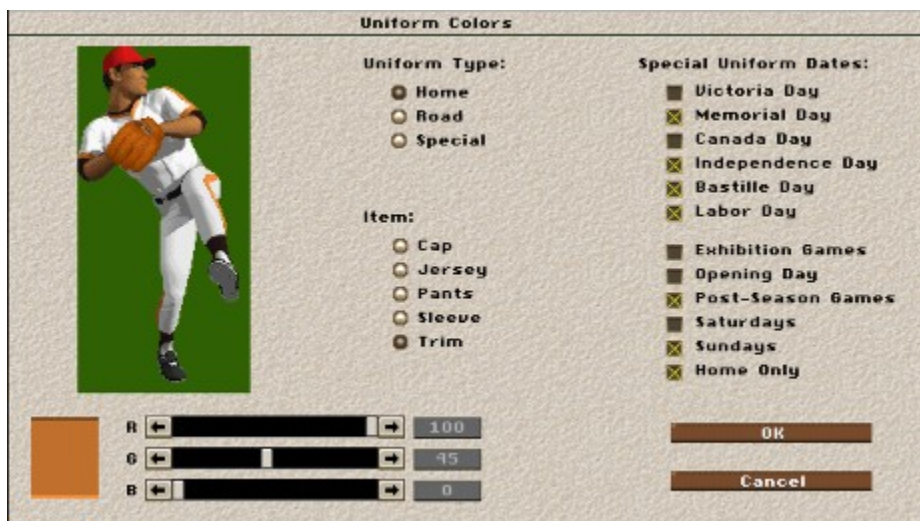 Uniform Colors
Uniform Type:
Home
Road
Special
Item:
Cap
Jersey
Pants
Sleeve
Trim
Special Uniform Dates:
Victoria Day
Memorial Day
Canada Day
Independence Day
Bastille Day
Labor Day
Exhibition Games
Opening Day
Post-Season Games
Saturdays
Sundays
Home Only
R 100
G 45
B 0
OK
Cancel